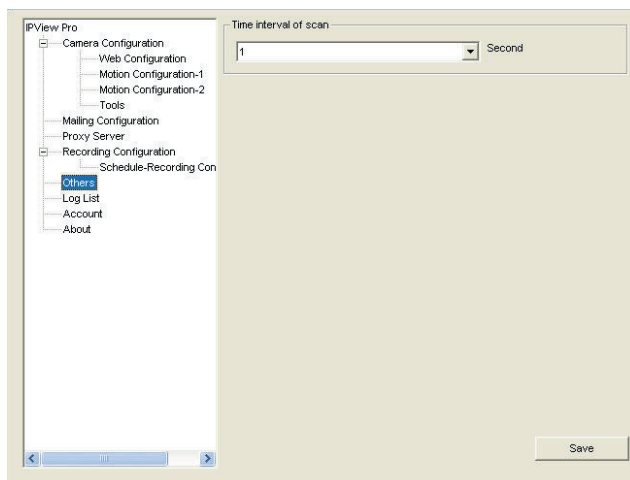 IPView Pro
Camera Configuration
Web Configuration
Motion Configuration-1
Motion Configuration-2
Tools
Mailing Configuration
Proxy Server
Recording Configuration
Schedule-Recording Con
Others
Log List
Account
About
Time interval of scan
1
Second
Save